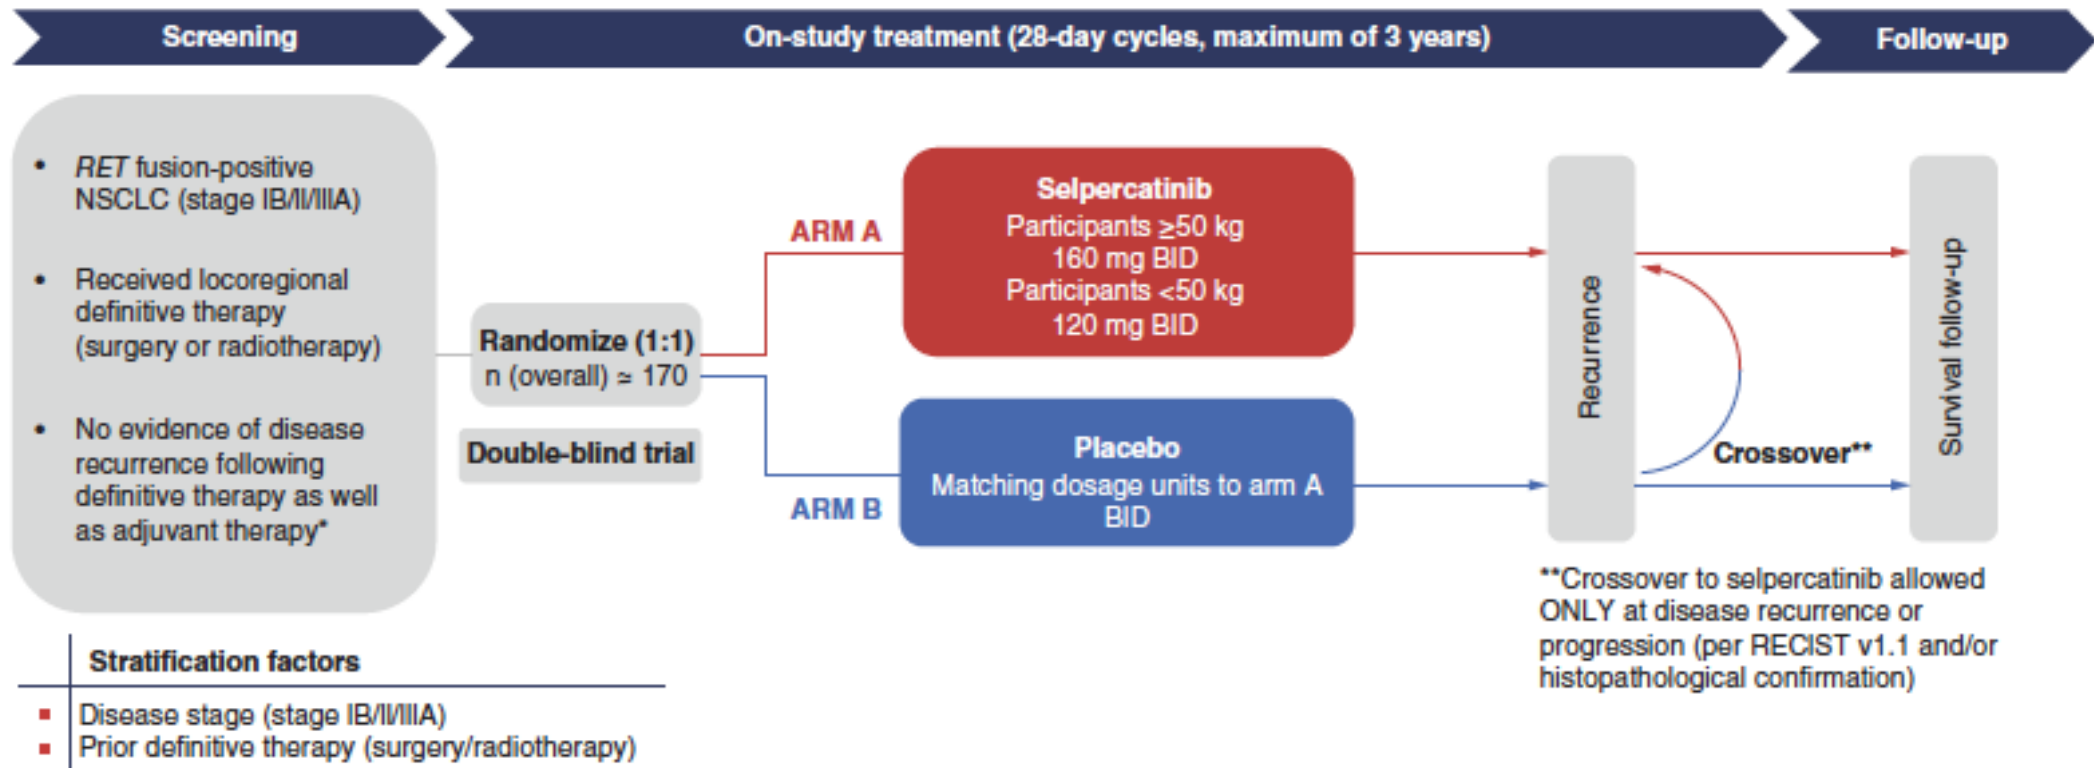 Screening
On-study treatment (28-day cycles, maximum of 3 years)
Follow-up
• RET fusion-positive
NSCLC (stage IB/II/IIIA)
• Received locoregional
definitive therapy
(surgery or radiotherapy)
• No evidence of disease
recurrence following
definitive therapy as well
as adjuvant therapy*
Randomize (1:1)
n (overall) ≃ 170
Double-blind trial
ARM A
Selpercatinib
Participants ≥50 kg
160 mg BID
Participants <50 kg
120 mg BID
ARM B
Placebo
Matching dosage units to arm A
BID
Recurrence
Crossover**
Survival follow-up
**Crossover to selpercatinib allowed
ONLY at disease recurrence or
progression (per RECIST v1.1 and/or
histopathological confirmation)
Stratification factors
Disease stage (stage IB/II/IIIA)
Prior definitive therapy (surgery/radiotherapy)